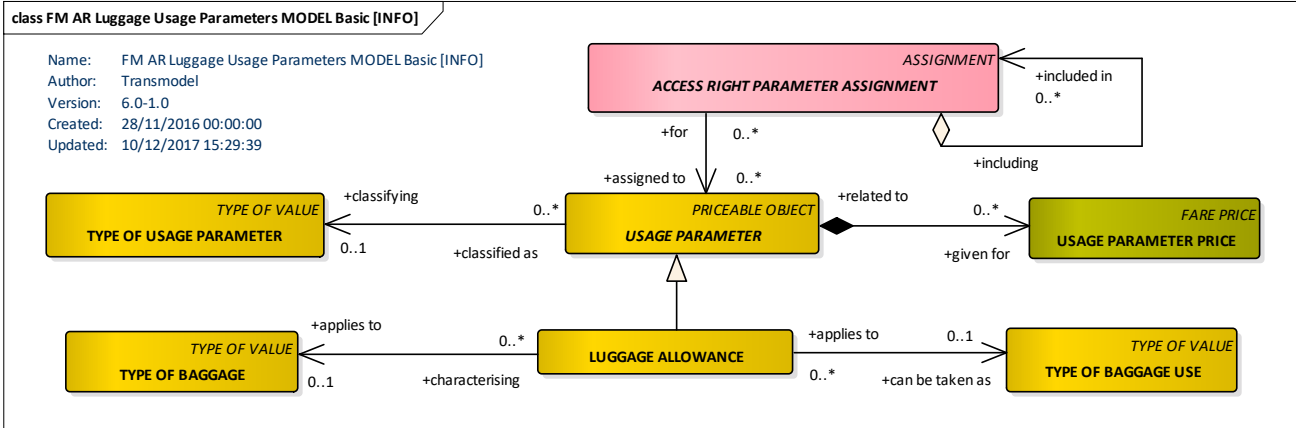 class FM AR Luggage Usage Parameters MODEL Basic [INFO]
Name: FM AR Luggage Usage Parameters MODEL Basic [INFO]
Author: Transmodel
Version: 6.0-1.0
Created: 28/11/2016 00:00:00
Updated: 10/12/2017 15:29:39
ASSIGNMENT
ACCESS RIGHT PARAMETER ASSIGNMENT
+included in
0..*
+including
+for
0..*
+assigned to
0..*
TYPE OF VALUE
TYPE OF USAGE PARAMETER
+classifying
0..1
0..*
+classified as
PRICEABLE OBJECT
USAGE PARAMETER
+related to
0..*
+given for
FARE PRICE
USAGE PARAMETER PRICE
TYPE OF VALUE
TYPE OF BAGGAGE
+applies to
0..1
0..*
+characterising
LUGGAGE ALLOWANCE
+applies to
0..*
0..1
+can be taken as
TYPE OF VALUE
TYPE OF BAGGAGE USE